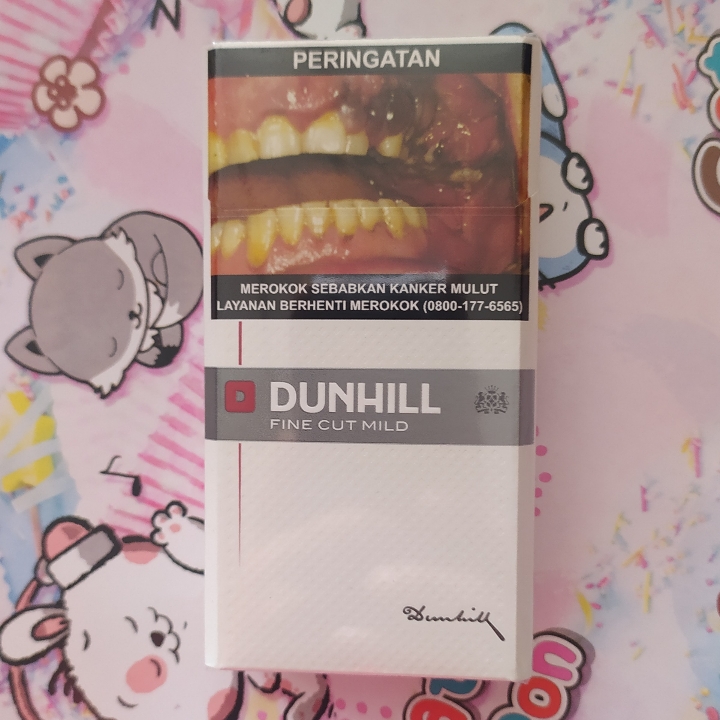 PERINGATAN
MEROKOK SEBABKAN KANKER MULUT
LAYANAN BERHENTI MEROKOK (0800-177-6565)
D DUNHILL
FINE CUT MILD
Dunhill